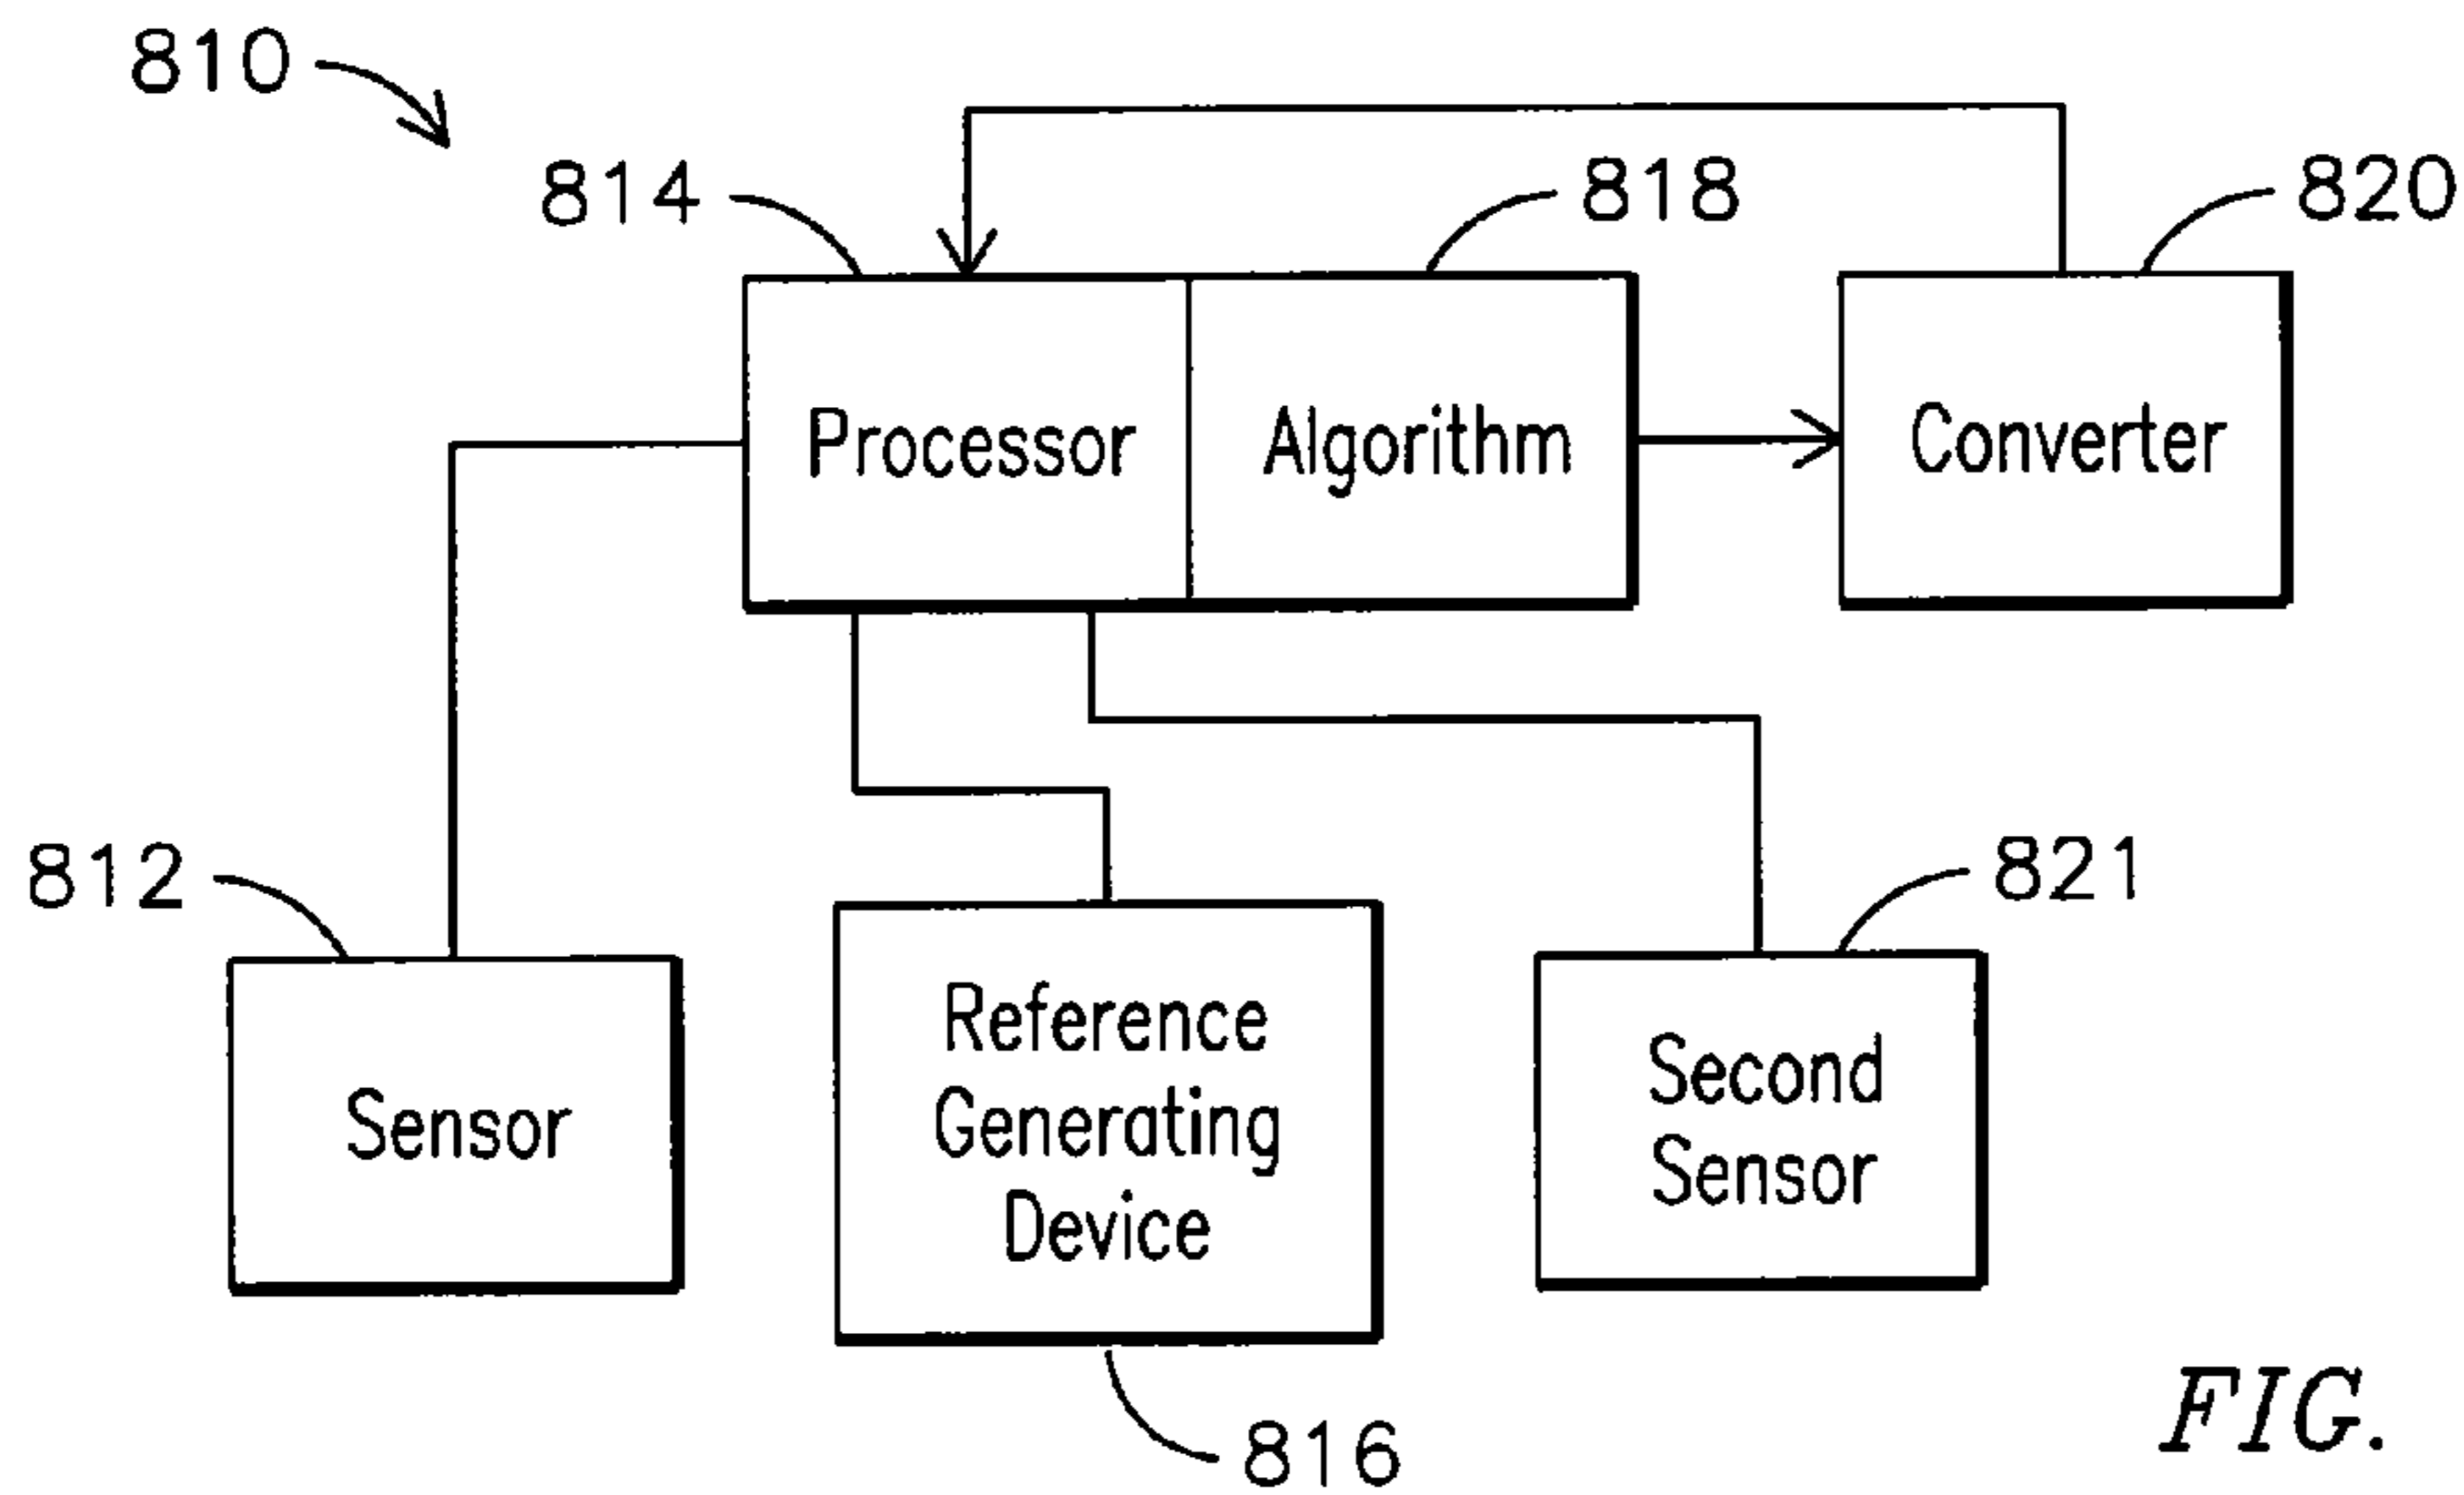 810
814
818
820
Processor
Algorithm
Converter
812
821
Sensor
Reference
Generating
Device
Second
Sensor
816
FIG.